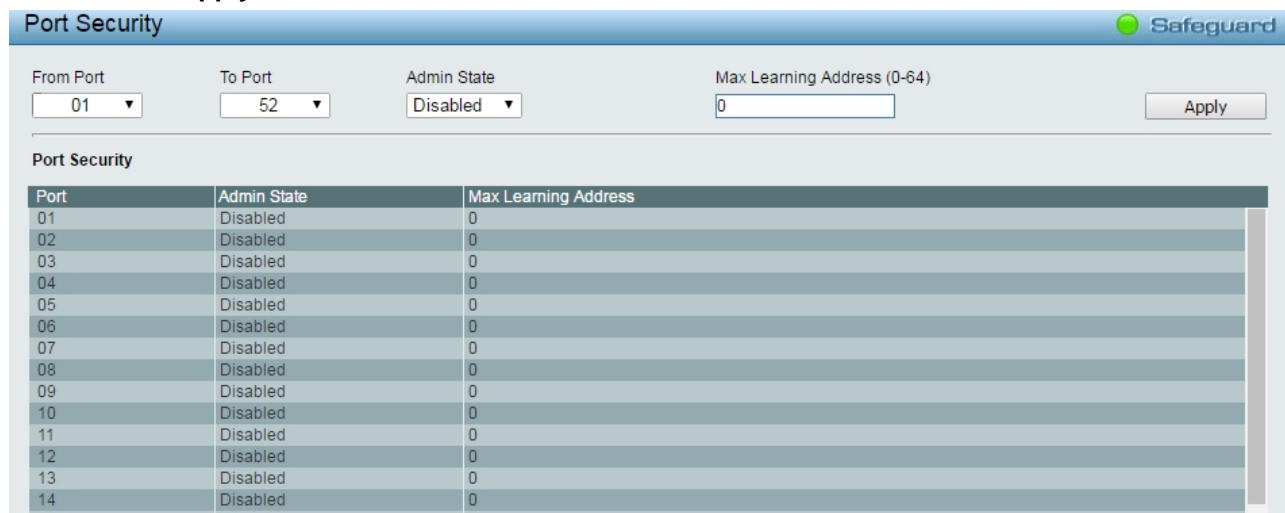 Port Security Safeguard
From Port To Port Admin State Max Learning Address (0-64)
01 52 Disabled 0 Apply
Port Security
Port Admin State Max Learning Address
01 Disabled 0
02 Disabled 0
03 Disabled 0
04 Disabled 0
05 Disabled 0
06 Disabled 0
07 Disabled 0
08 Disabled 0
09 Disabled 0
10 Disabled 0
11 Disabled 0
12 Disabled 0
13 Disabled 0
14 Disabled 0